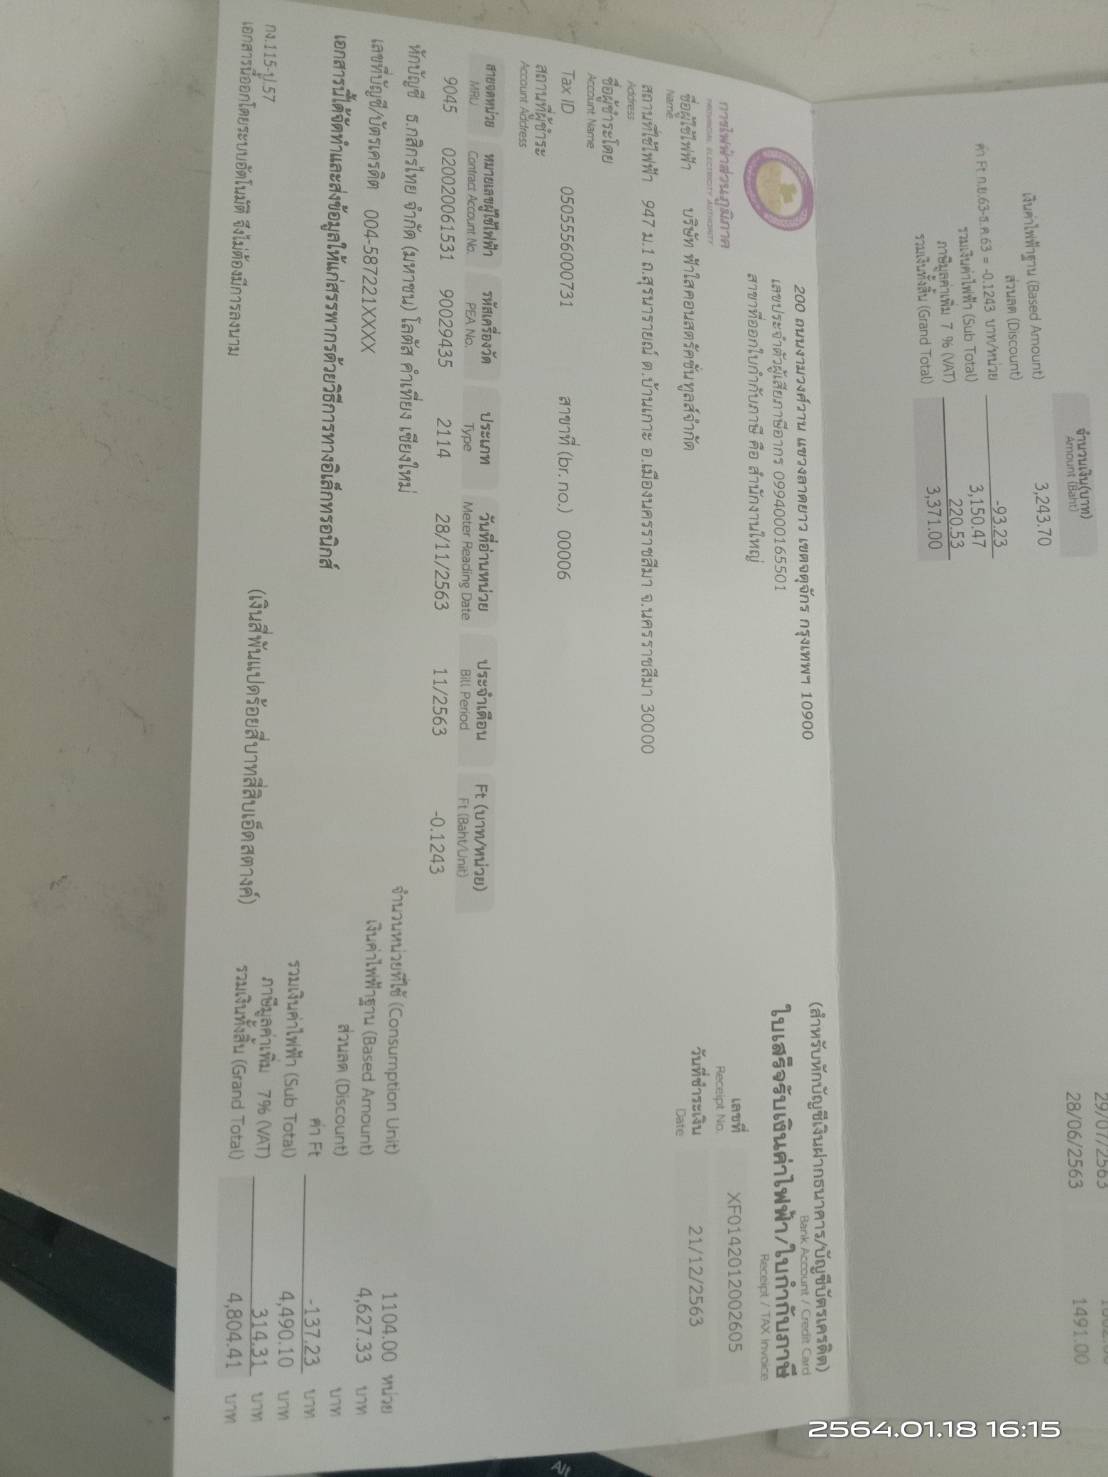 29/07/2563
28/06/2563 1491.00
จำนวนเงิน(บาท)
Amount (Baht)
เงินค่าไฟฟ้าฐาน (Based Amount) 3,243.70
ส่วนลด (Discount)
ค่า Ft ก.ย.63-ธ.ค.63 = -0.1243 บาท/หน่วย -93.23
รวมเงินค่าไฟฟ้า (Sub Total) 3,150.47
ภาษีมูลค่าเพิ่ม 7 % (VAT) 220.53
รวมเงินทั้งสิ้น (Grand Total) 3,371.00
(สำหรับหักบัญชีเงินฝากธนาคาร/บัญชีบัตรเครดิต)
Bank Account / Credit Card
200 ถนนงามวงศ์วาน แขวงลาดยาว เขตจตุจักร กรุงเทพฯ 10900
ใบเสร็จรับเงินค่าไฟฟ้า/ใบกำกับภาษี
Receipt / TAX Invoice
เลขประจำตัวผู้เสียภาษีอากร 0994000165501
สาขาที่ออกใบกำกับภาษี คือ สำนักงานใหญ่
การไฟฟ้าส่วนภูมิภาค
PROVINCIAL ELECTRICITY AUTHORITY
เลขที่ XF0142012002605
Receipt No.
วันที่ชำระเงิน 21/12/2563
Date
ชื่อผู้ใช้ไฟฟ้า บริษัท ฟ้าใสคอนสตรัคชั่นทูลส์จำกัด
Name
สถานที่ใช้ไฟฟ้า 947 ม.1 ถ.สุรนารายณ์ ต.บ้านเกาะ อ.เมืองนครราชสีมา จ.นครราชสีมา 30000
Address
ชื่อผู้ชำระโดย
Account Name
Tax ID 0505556000731 สาขาที่ (br. no.) 00006
สถานที่ผู้ชำระ
Account Address
สายจดหน่วย หมายเลขผู้ใช้ไฟฟ้า รหัสเครื่องวัด ประเภท วันที่อ่านหน่วย ประจำเดือน Ft (บาท/หน่วย)
MRU Contract Account No. PEA No. Type Meter Reading Date Bill Period Ft (Baht/Unit)
9045 020020061531 90029435 2114 28/11/2563 11/2563 -0.1243
หักบัญชี ธ.กสิกรไทย จำกัด (มหาชน) โลตัส คำเที่ยง เชียงใหม่
จำนวนหน่วยที่ใช้ (Consumption Unit) 1104.00 หน่วย
เลขที่บัญชี/บัตรเครดิต 004-587221XXXX
เงินค่าไฟฟ้าฐาน (Based Amount) 4,627.33 บาท
เอกสารนี้ได้จัดทำและส่งข้อมูลให้แก่สรรพากรด้วยวิธีการทางอิเล็กทรอนิกส์
ส่วนลด (Discount) บาท
ค่า Ft -137.23 บาท
รวมเงินค่าไฟฟ้า (Sub Total) 4,490.10 บาท
กง.115-ป.57
ภาษีมูลค่าเพิ่ม 7% (VAT) 314.31 บาท
เอกสารนี้ออกโดยระบบอัตโนมัติ จึงไม่ต้องมีการลงนาม
(เงินสี่พันแปดร้อยสี่บาทสี่สิบเอ็ดสตางค์)
รวมเงินทั้งสิ้น (Grand Total) 4,804.41 บาท
Alt
2564.01.18 16:15